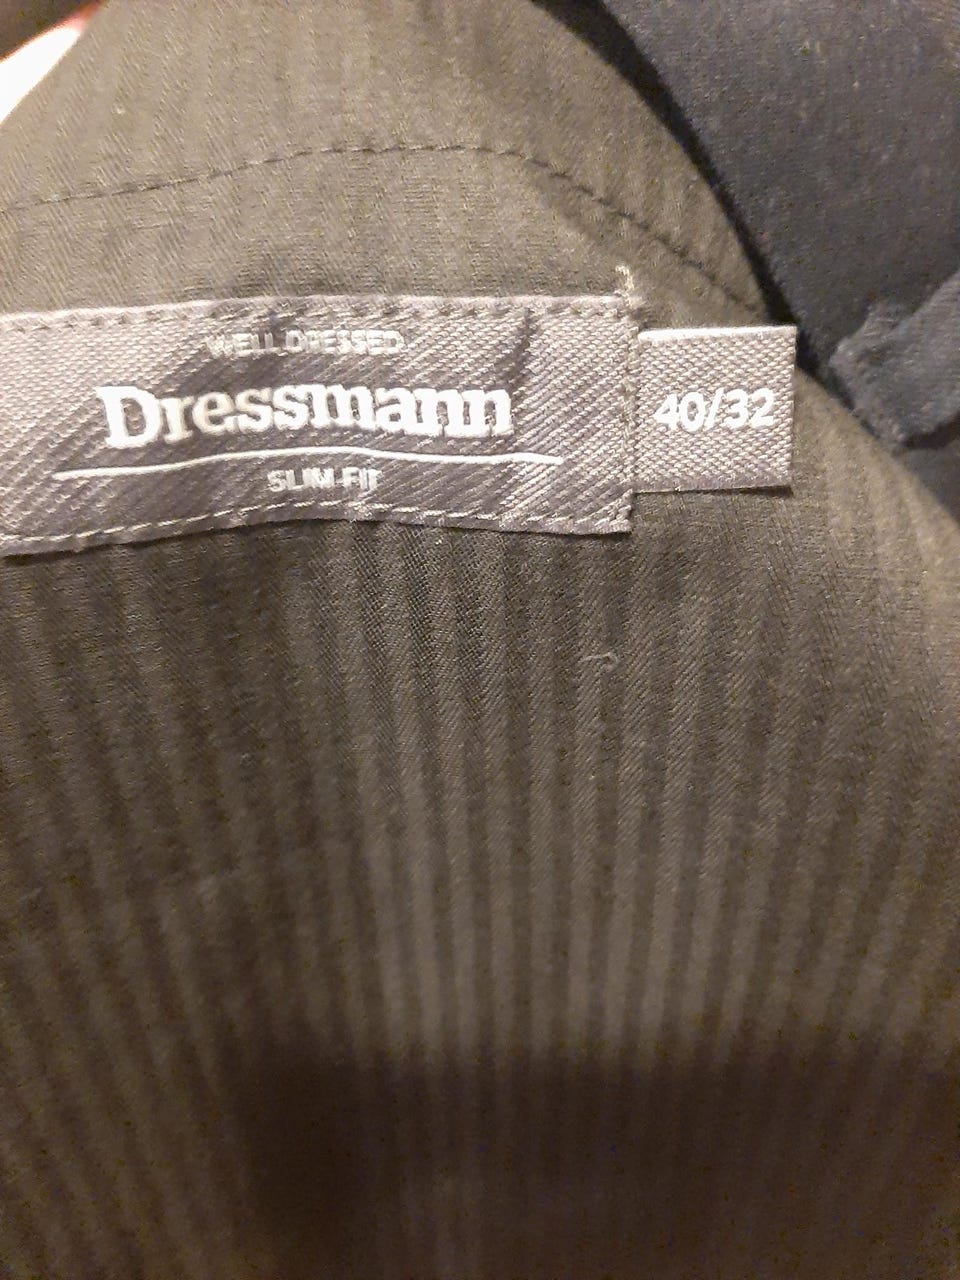 WELL DRESSED
Dressmann
SLIM FIT
40/32